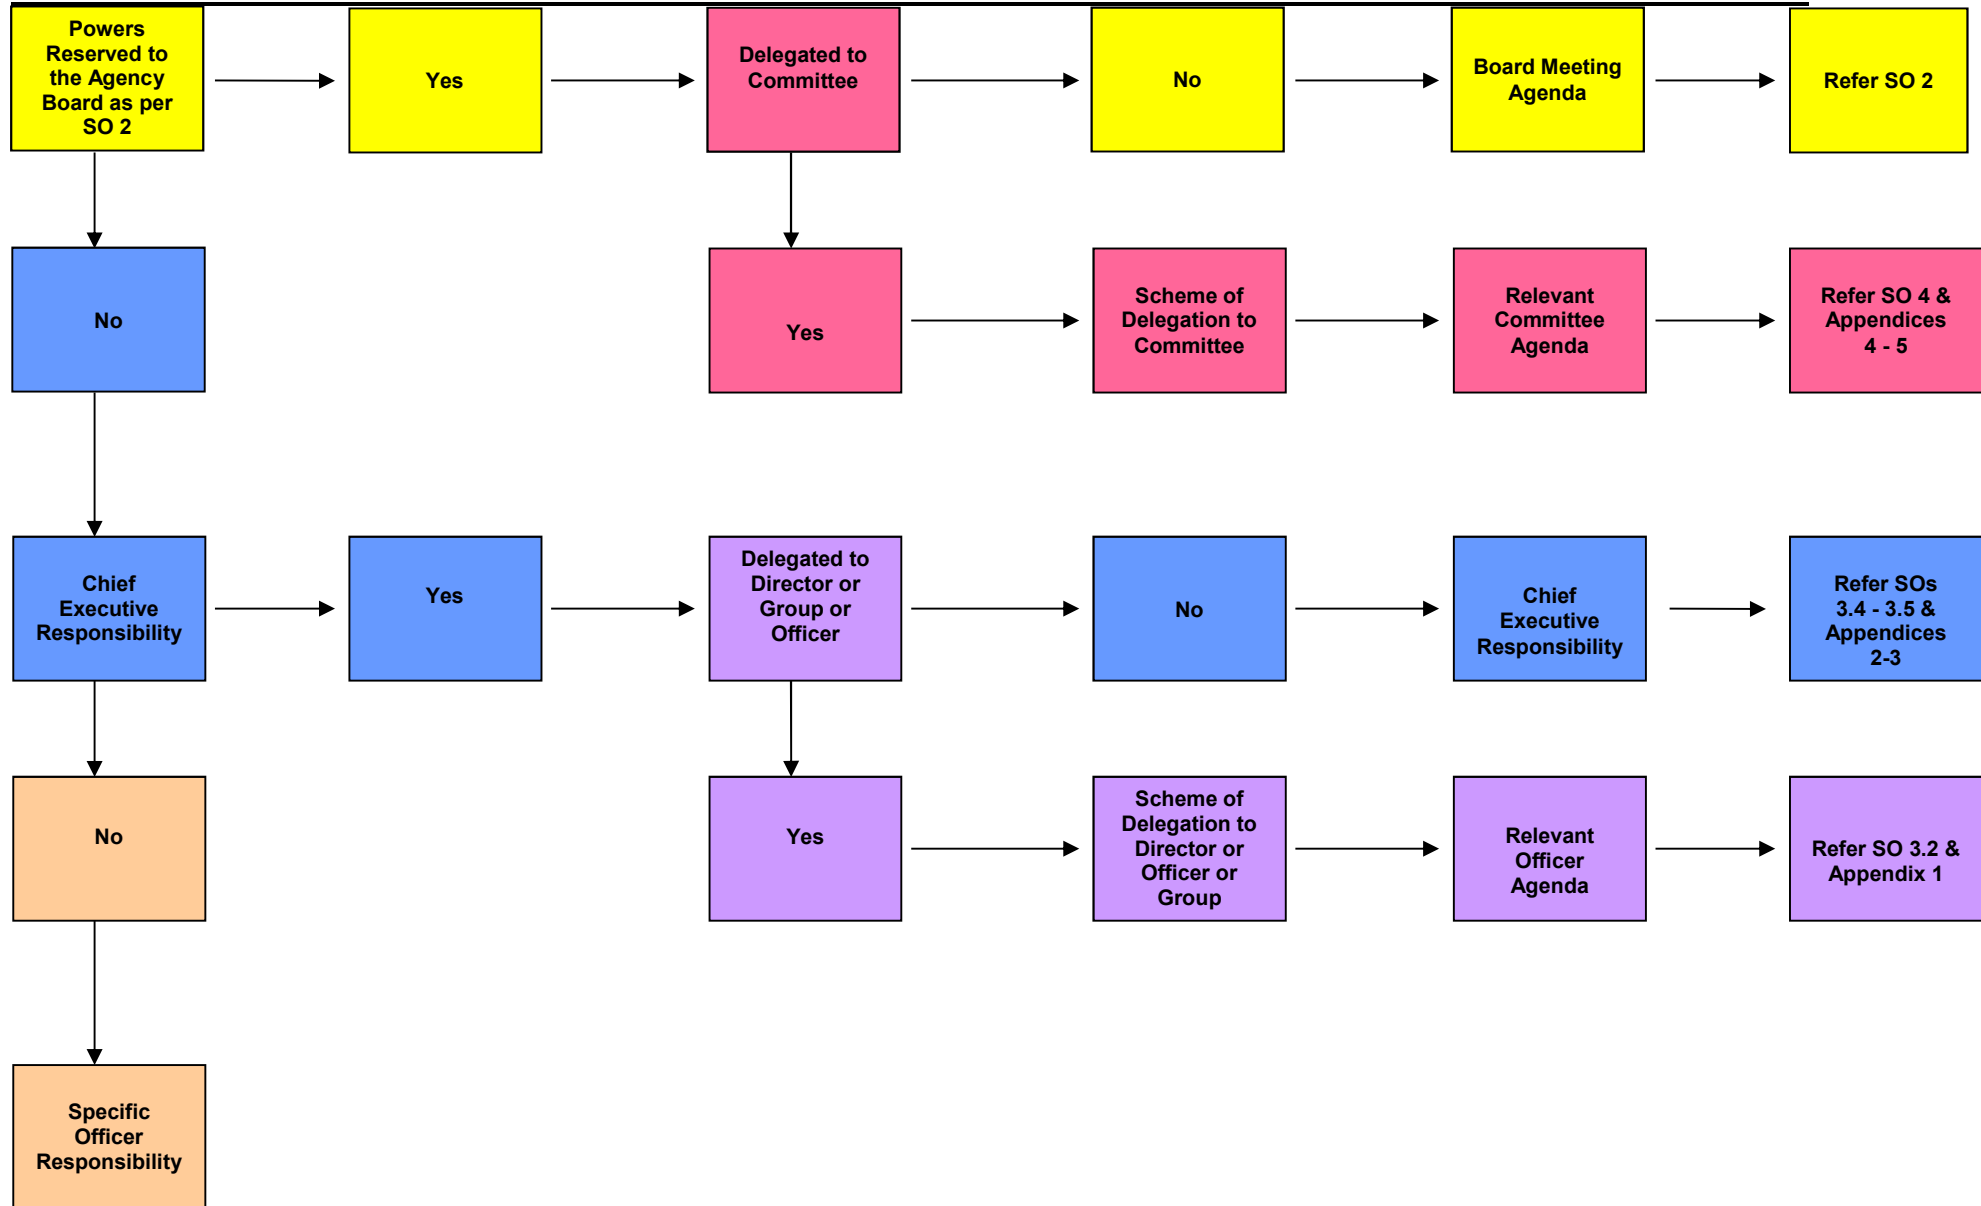 Powers
Reserved to
the Agency
Board as per
SO 2
Yes
Delegated to
Committee
No
Board Meeting
Agenda
Refer SO 2
No
Yes
Scheme of
Delegation to
Committee
Relevant
Committee
Agenda
Refer SO 4 &
Appendices
4 - 5
Chief
Executive
Responsibility
Yes
Delegated to
Director or
Group or
Officer
No
Chief
Executive
Responsibility
Refer SOs
3.4 - 3.5 &
Appendices
2-3
No
Yes
Scheme of
Delegation to
Director or
Officer or
Group
Relevant
Officer
Agenda
Refer SO 3.2 &
Appendix 1
Specific
Officer
Responsibility